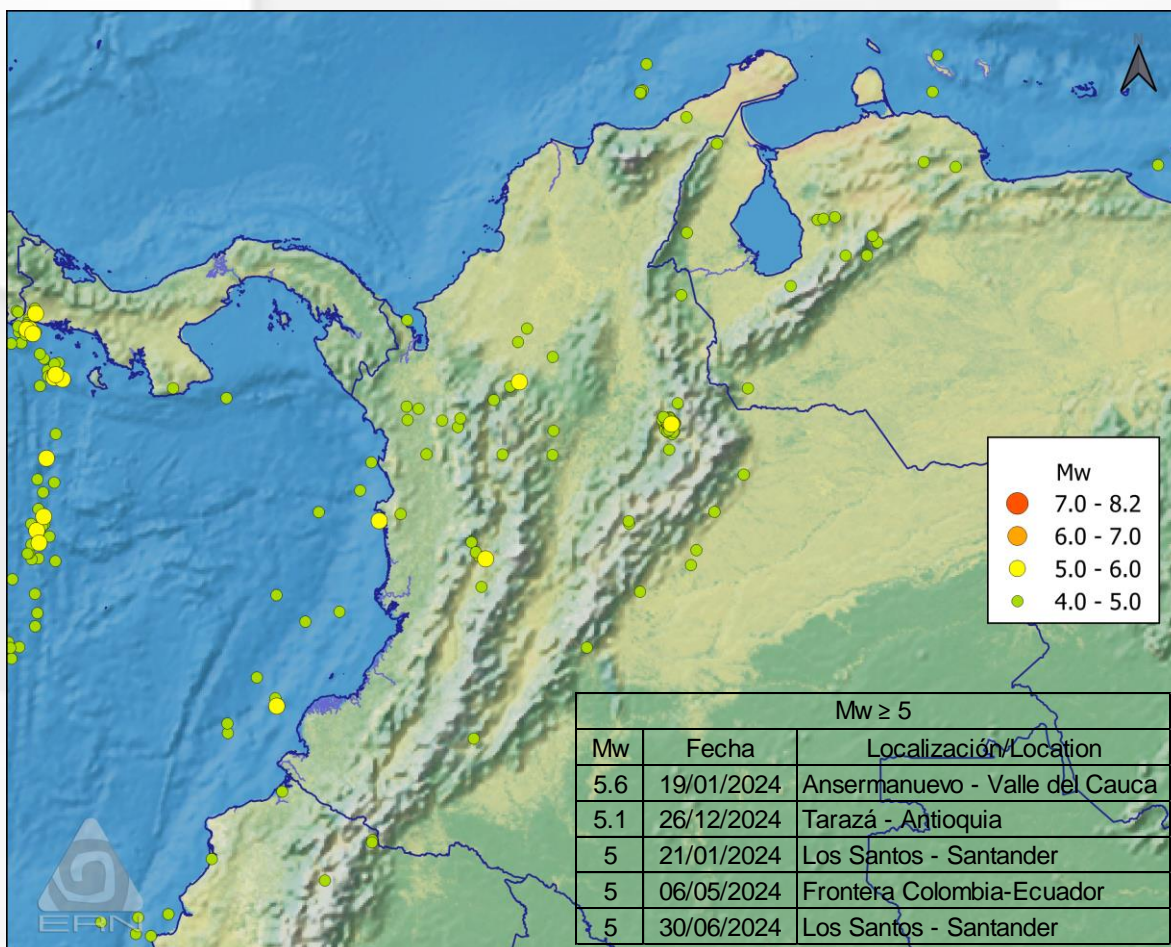 N
Mw
7.0 - 8.2
6.0 - 7.0
5.0 - 6.0
4.0 - 5.0
Mw ≥ 5
Mw Fecha Localización/Location
5.6 19/01/2024 Ansermanuevo - Valle del Cauca
5.1 26/12/2024 Tarazá - Antioquia
5 21/01/2024 Los Santos - Santander
5 06/05/2024 Frontera Colombia-Ecuador
5 30/06/2024 Los Santos - Santander
ERN